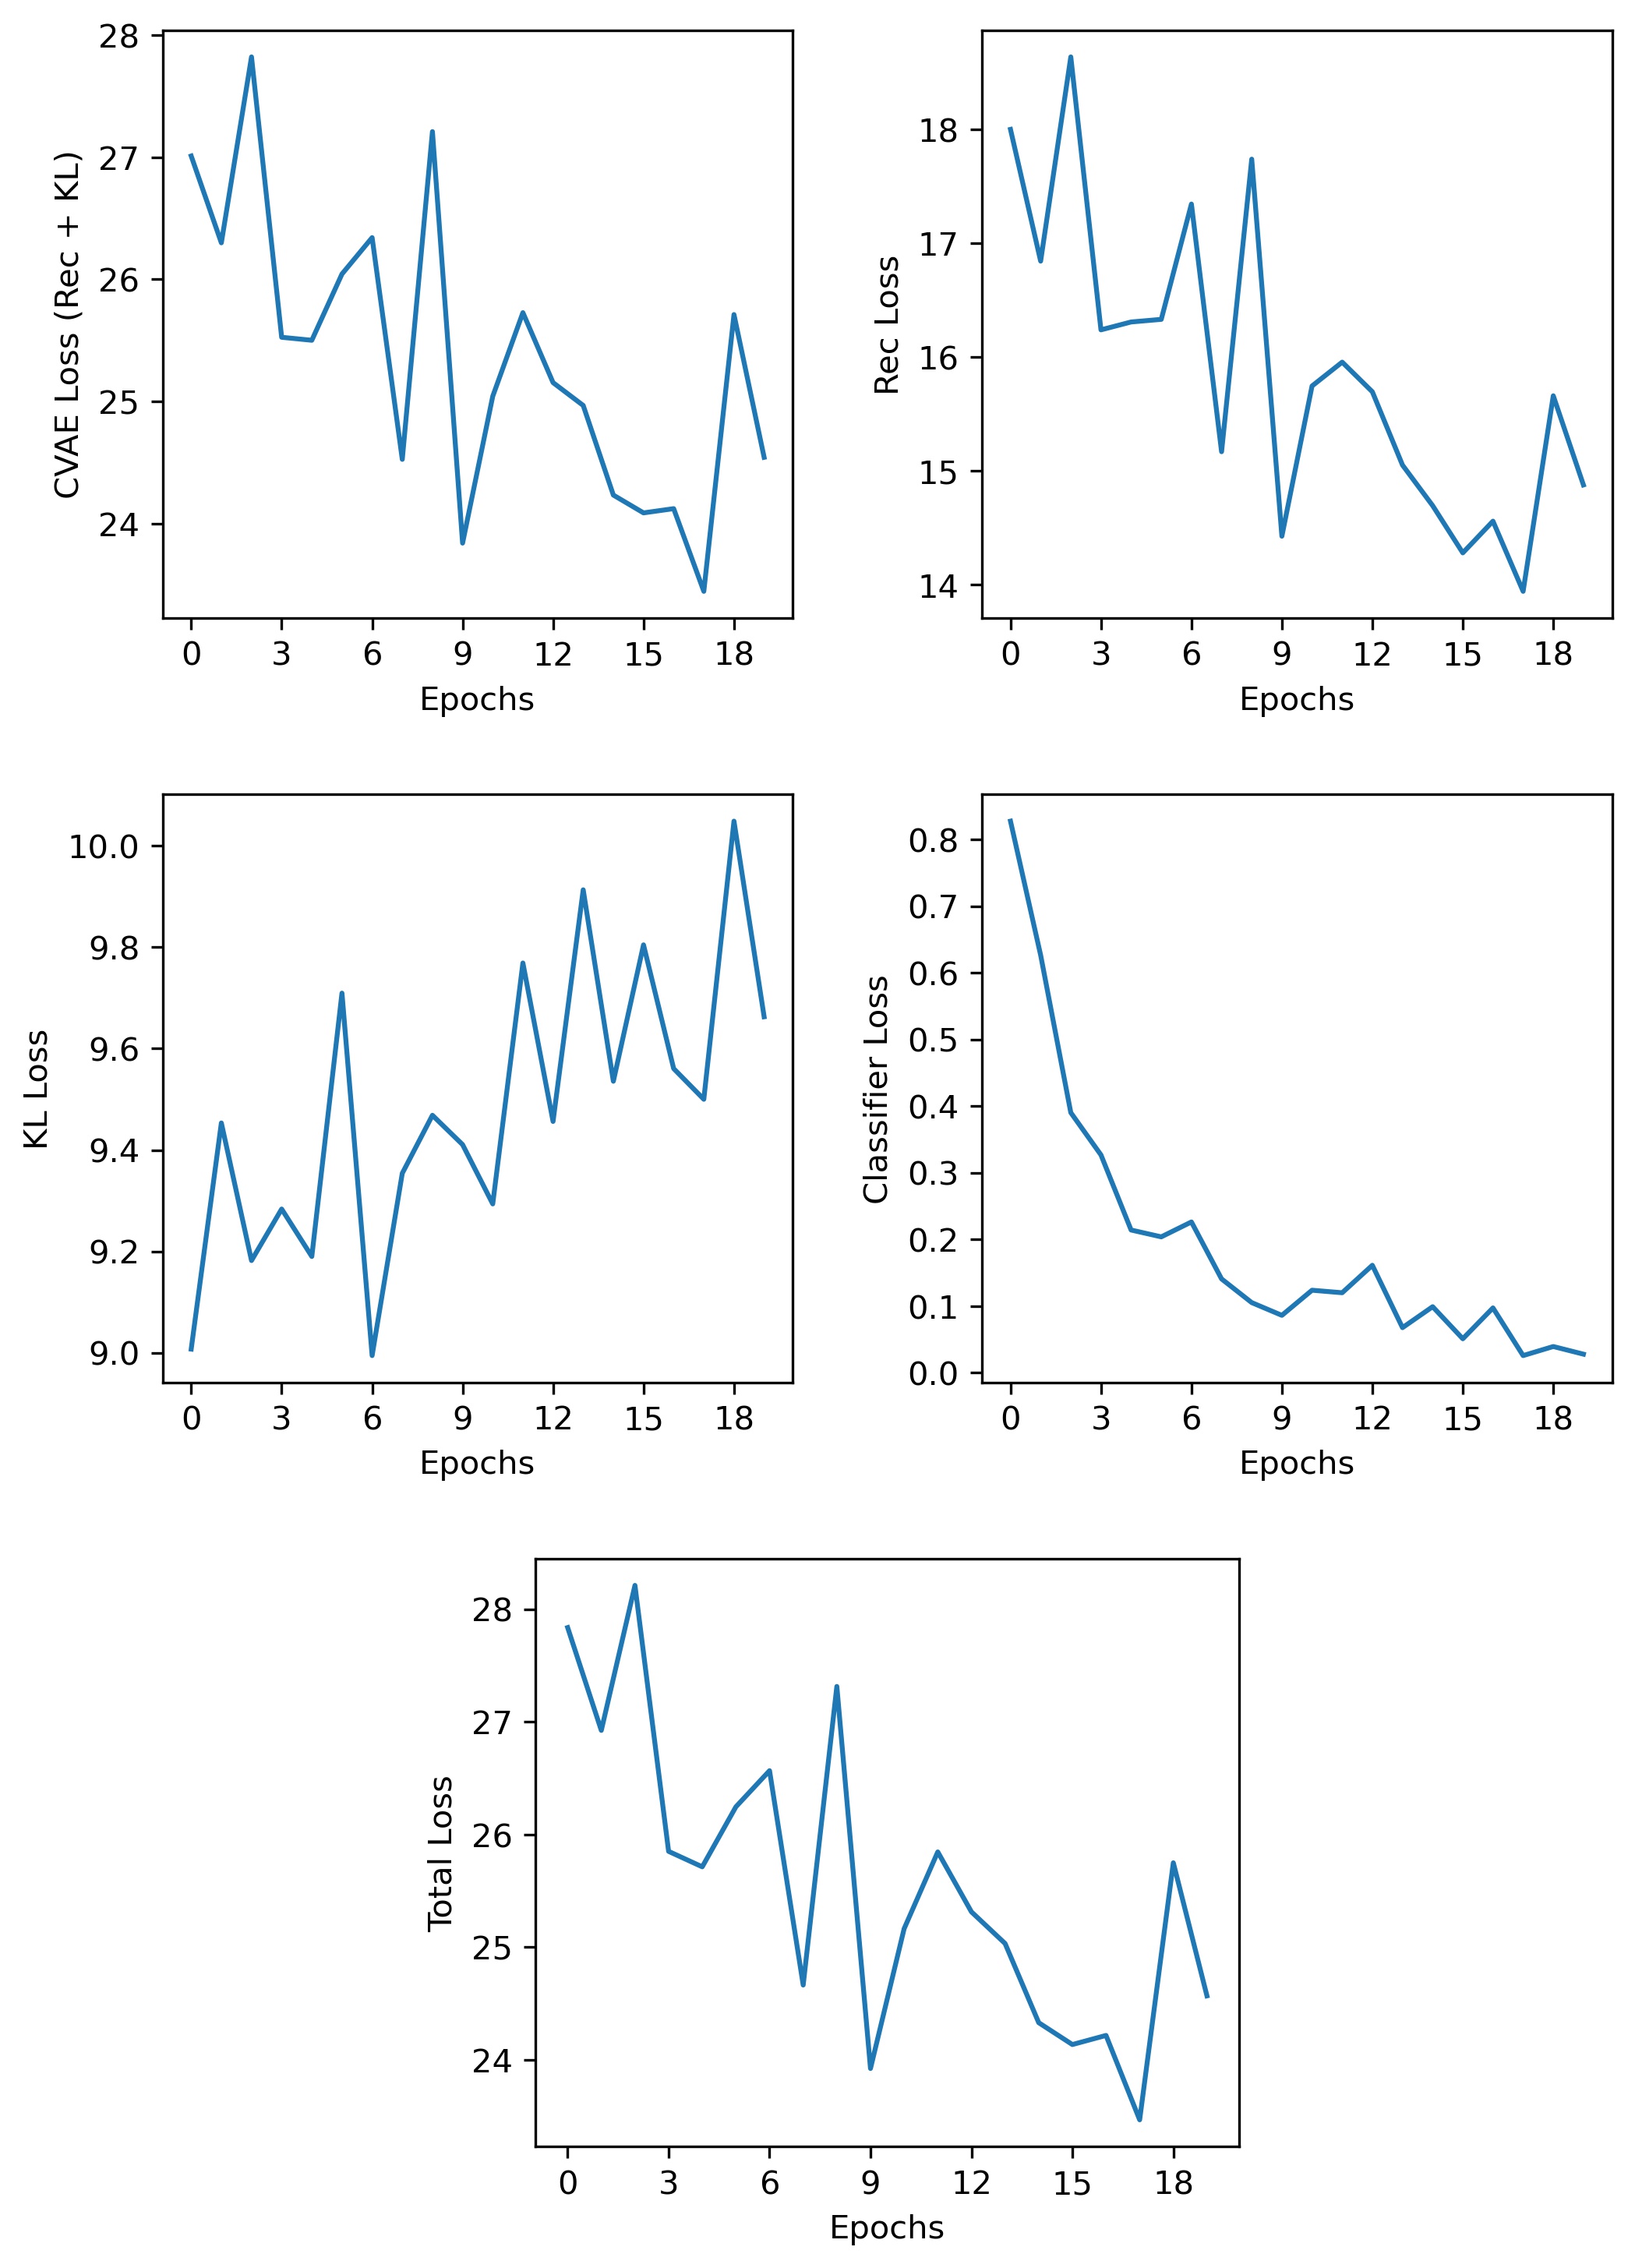 28
27
26
25
24
CVAE Loss (Rec + KL)
0 3 6 9 12 15 18
Epochs
18
17
16
15
14
Rec Loss
0 3 6 9 12 15 18
Epochs
10.0
9.8
9.6
9.4
9.2
9.0
KL Loss
0 3 6 9 12 15 18
Epochs
0.8
0.7
0.6
0.5
0.4
0.3
0.2
0.1
0.0
Classifier Loss
0 3 6 9 12 15 18
Epochs
28
27
26
25
24
Total Loss
0 3 6 9 12 15 18
Epochs